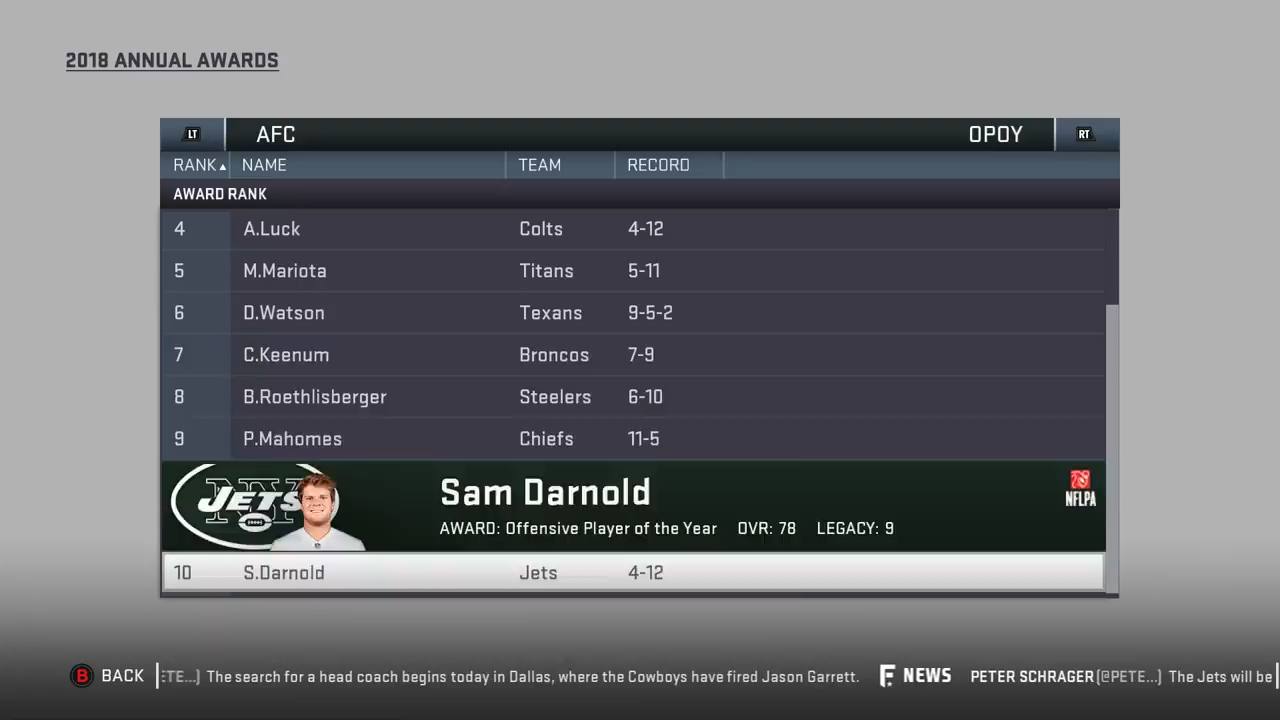 2018 ANNUAL AWARDS
LT AFC OPOY RT
RANK NAME TEAM RECORD
AWARD RANK
4 A.Luck Colts 4-12
5 M.Mariota Titans 5-11
6 D.Watson Texans 9-5-2
7 C.Keenum Broncos 7-9
8 B.Roethlisberger Steelers 6-10
9 P.Mahomes Chiefs 11-5
JETS NY Sam Darnold NFLPA
AWARD: Offensive Player of the Year OVR: 78 LEGACY: 9
10 S.Darnold Jets 4-12
B BACK ETE...) The search for a head coach begins today in Dallas, where the Cowboys have fired Jason Garrett. F NEWS PETER SCHRAGER (@PETE...) The Jets will be